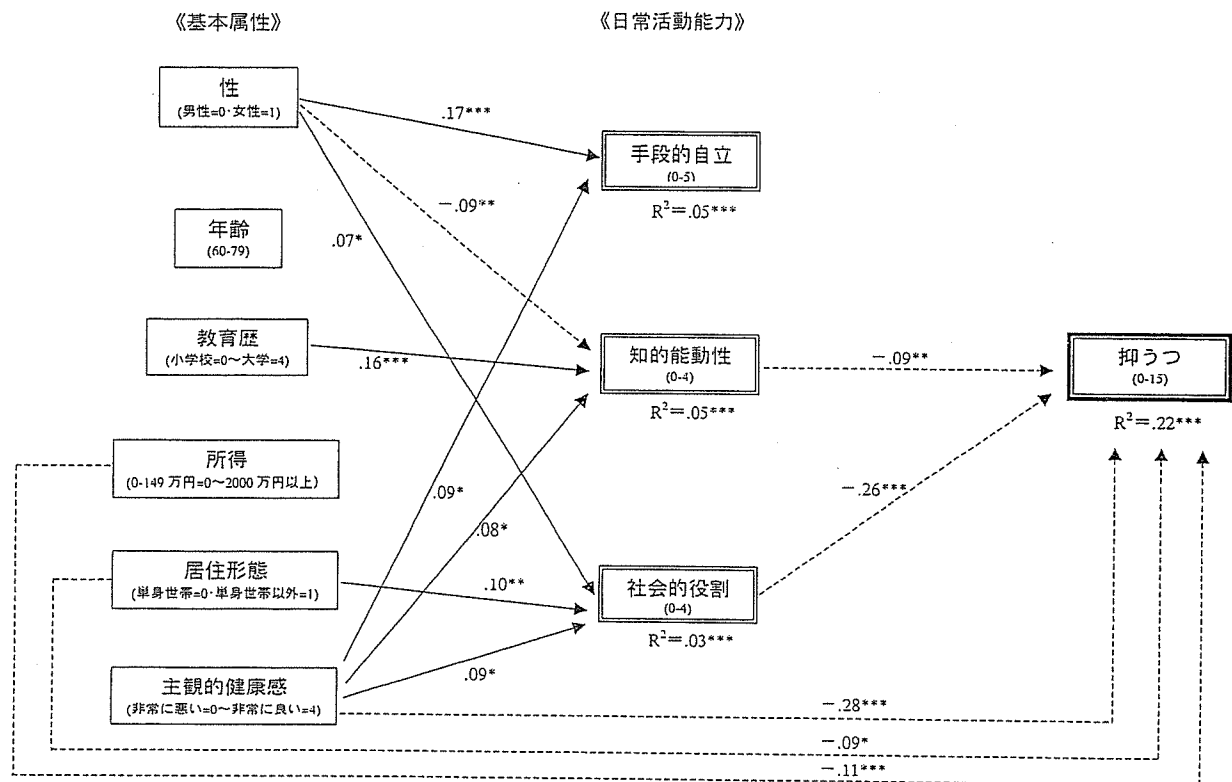 《基本属性》
《日常活動能力》
性
(男性=0·女性=1)
.17***
手段的自立
(0-5)
R²=.05***
−.09**
.07*
年齢
(60-79)
教育歴
(小学校=0～大学=4)
.16***
知的能動性
(0-4)
R²=.05***
−.09**
抑うつ
(0-15)
R²=.22***
所得
(0-149 万円=0～2000 万円以上)
.09*
.08*
−.26***
居住形態
(単身世帯=0·単身世帯以外=1)
.10**
社会的役割
(0-4)
R²=.03***
.09*
主観的健康感
(非常に悪い=0～非常に良い=4)
−.28***
−.09*
−.11***